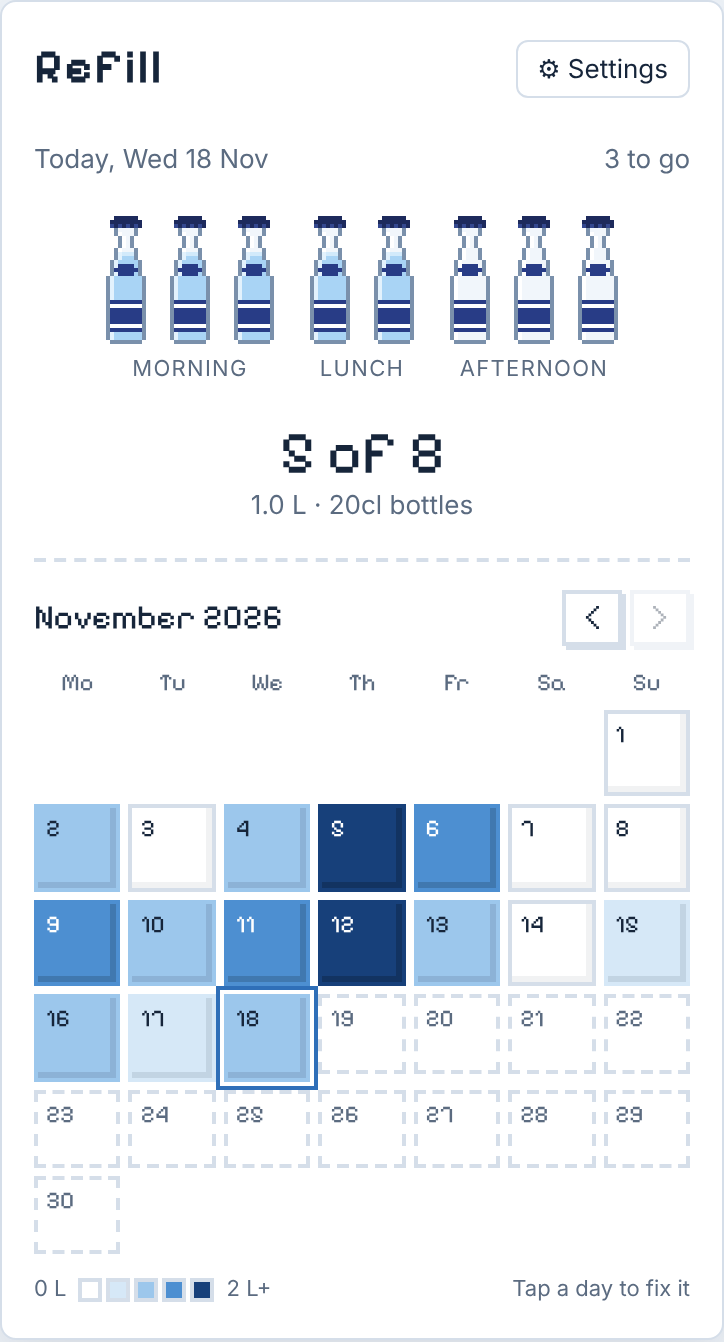 Refill
⚙ Settings
Today, Wed 18 Nov
3 to go
MORNING LUNCH AFTERNOON
5 of 8
1.0 L · 20cl bottles
November 2026
Mo Tu We Th Fr Sa Su
1
2 3 4 5 6 7 8
9 10 11 12 13 14 15
16 17 18 19 20 21 22
23 24 25 26 27 28 29
30
0 L 2 L+
Tap a day to fix it